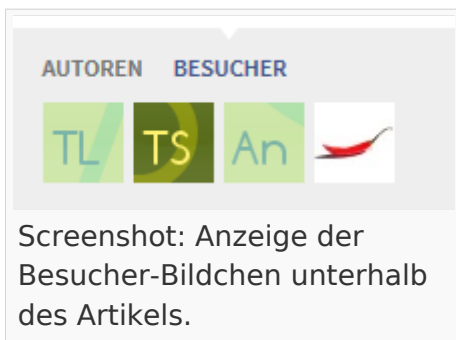 AUTOREN BESUCHER
TL TS An
Screenshot: Anzeige der
Besucher-Bildchen unterhalb
des Artikels.